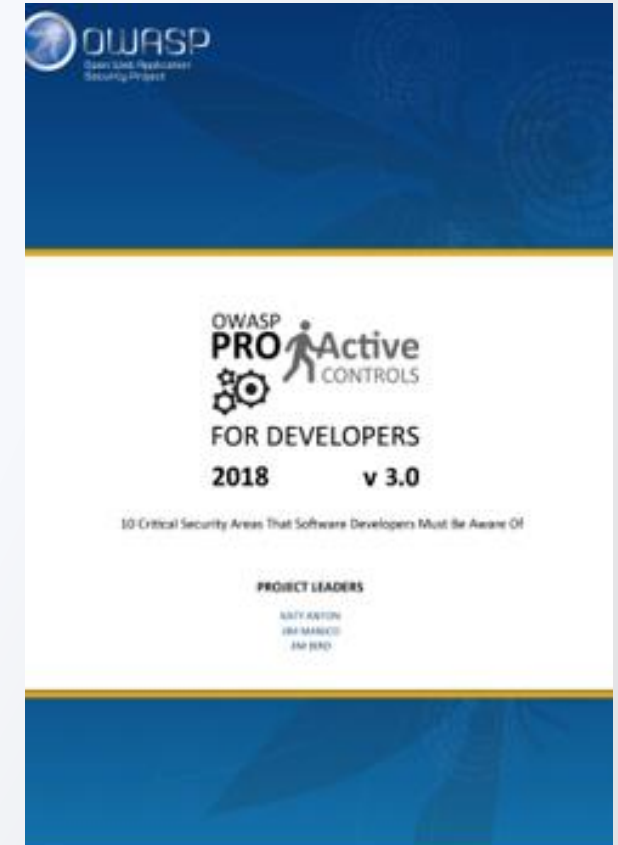 OWASP
Open Web Application
Security Project
OWASP
PRO Active
CONTROLS
FOR DEVELOPERS
2018 v 3.0
10 Critical Security Areas That Software Developers Must Be Aware Of
PROJECT LEADERS
KATY ANTON
JIM MANICO
JIM BIRD